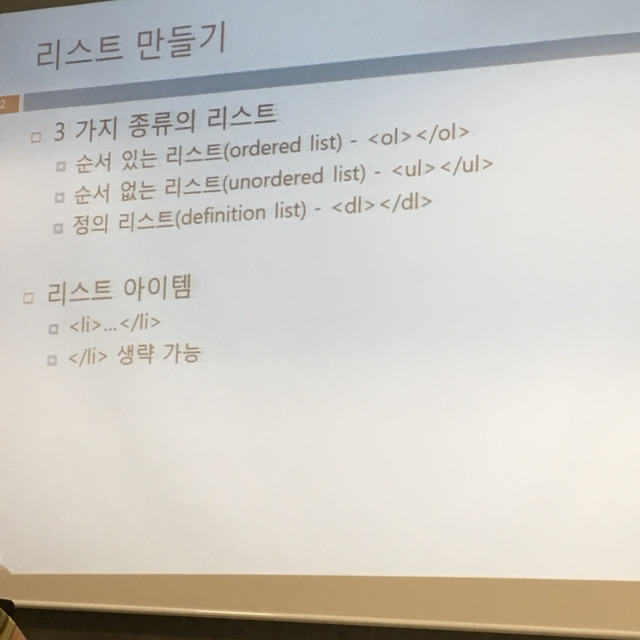 리스트 만들기
2
3 가지 종류의 리스트
순서 있는 리스트(ordered list) - <ol></ol>
순서 없는 리스트(unordered list) - <ul></ul>
정의 리스트(definition list) - <dl></dl>
리스트 아이템
<li>...</li>
</li> 생략 가능